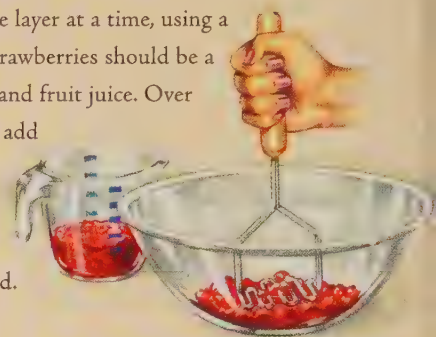 e layer at a time, using a
rawberries should be a
and fruit juice. Over
add
d.